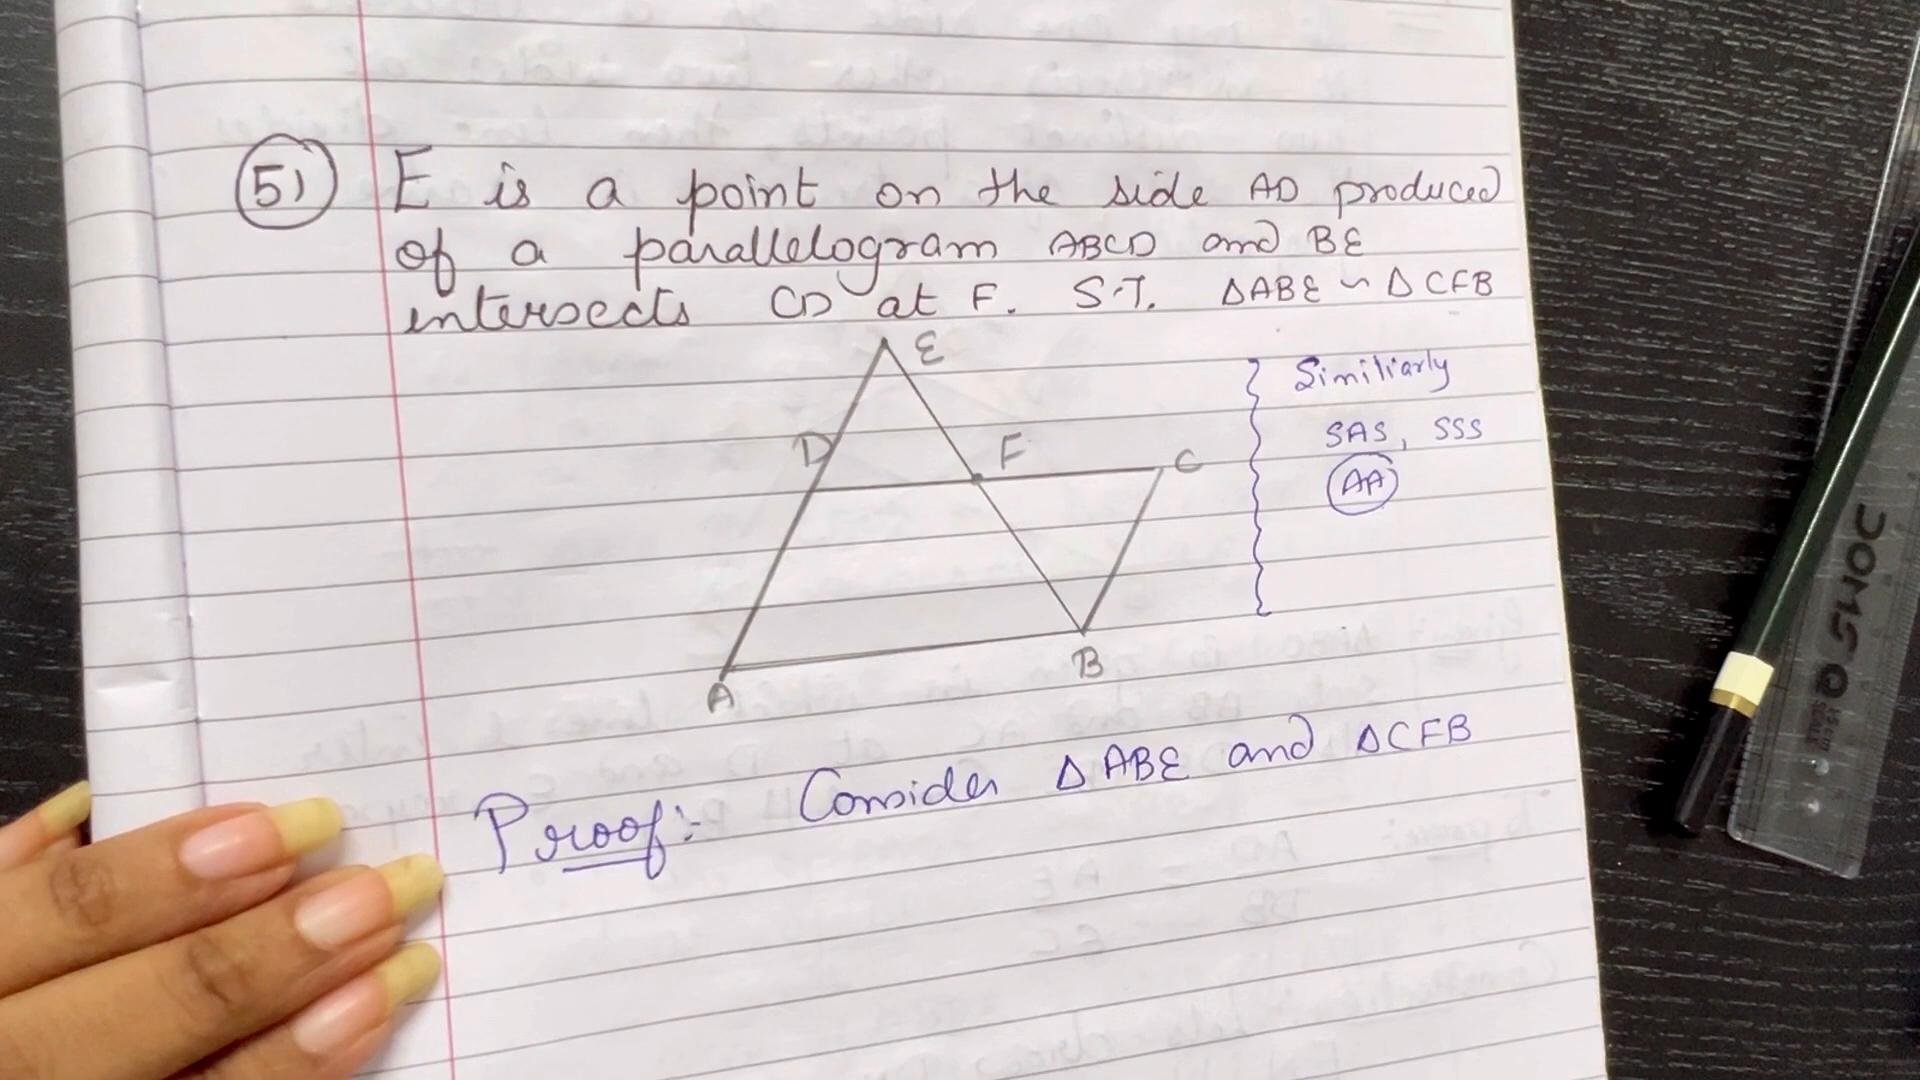 5) E is a point on the side AD produced
of a parallelogram ABCD and BE
intersects CD at F. S.T. ΔABE ~ ΔCFB
E
D
F
C
A
B
Similiarly
SAS, SSS
AA
Proof:- Consider ΔABE and ΔCFB
DOMS